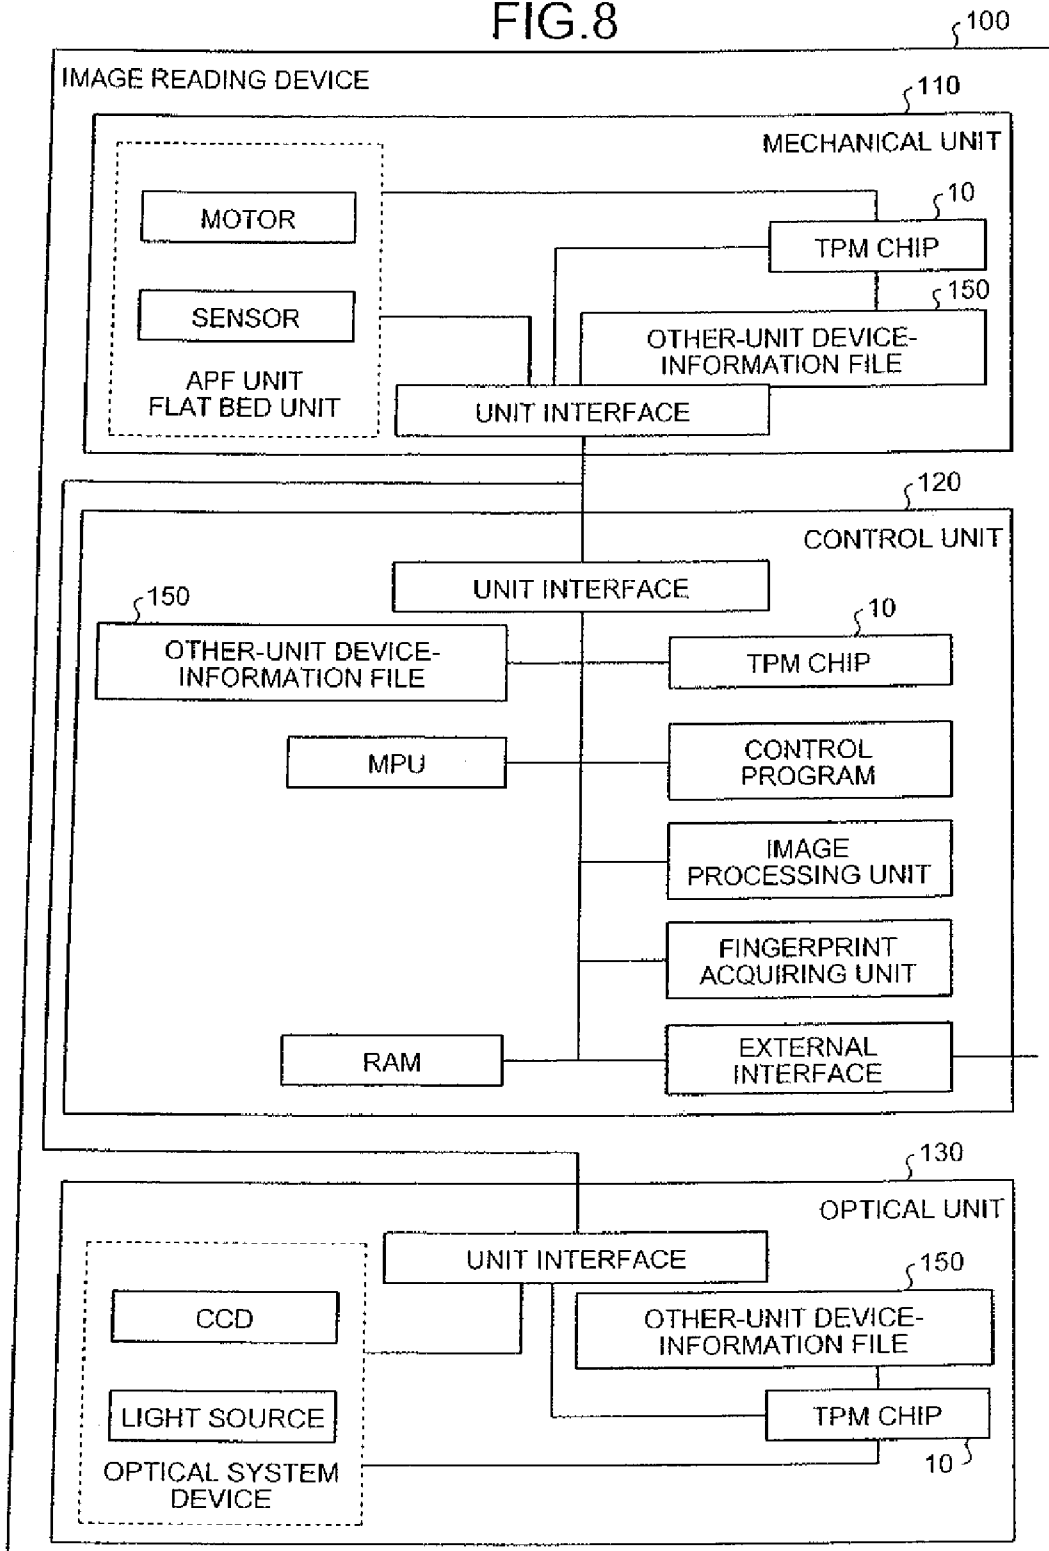 FIG.8
100
IMAGE READING DEVICE
110
MECHANICAL UNIT
MOTOR
10
TPM CHIP
SENSOR
150
OTHER-UNIT DEVICE-
INFORMATION FILE
APF UNIT
FLAT BED UNIT
UNIT INTERFACE
120
CONTROL UNIT
UNIT INTERFACE
150
OTHER-UNIT DEVICE-
INFORMATION FILE
10
TPM CHIP
MPU
CONTROL
PROGRAM
IMAGE
PROCESSING UNIT
FINGERPRINT
ACQUIRING UNIT
RAM
EXTERNAL
INTERFACE
130
OPTICAL UNIT
UNIT INTERFACE
150
OTHER-UNIT DEVICE-
INFORMATION FILE
CCD
LIGHT SOURCE
TPM CHIP
10
OPTICAL SYSTEM
DEVICE